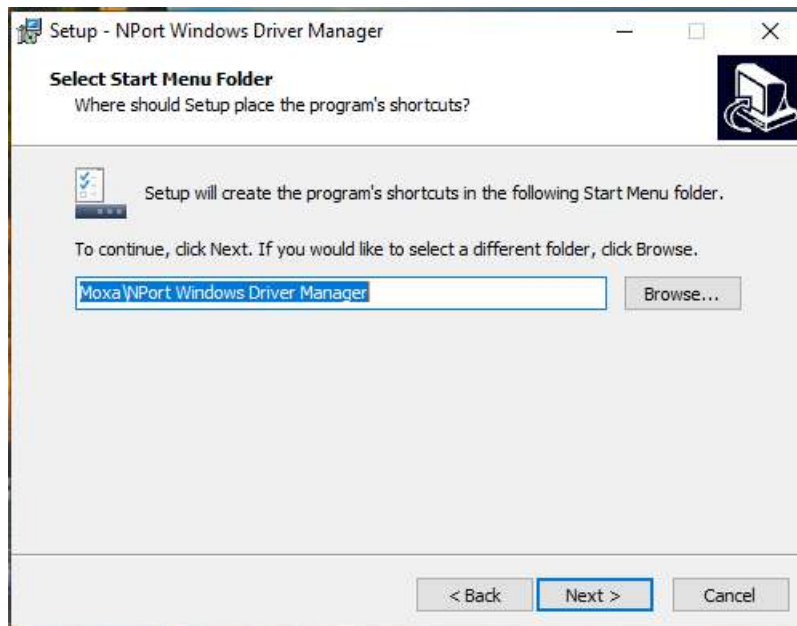 Setup - NPort Windows Driver Manager
Select Start Menu Folder
Where should Setup place the program's shortcuts?
Setup will create the program's shortcuts in the following Start Menu folder.
To continue, click Next. If you would like to select a different folder, click Browse.
Moxa\NPort Windows Driver Manager
Browse...
< Back
Next >
Cancel